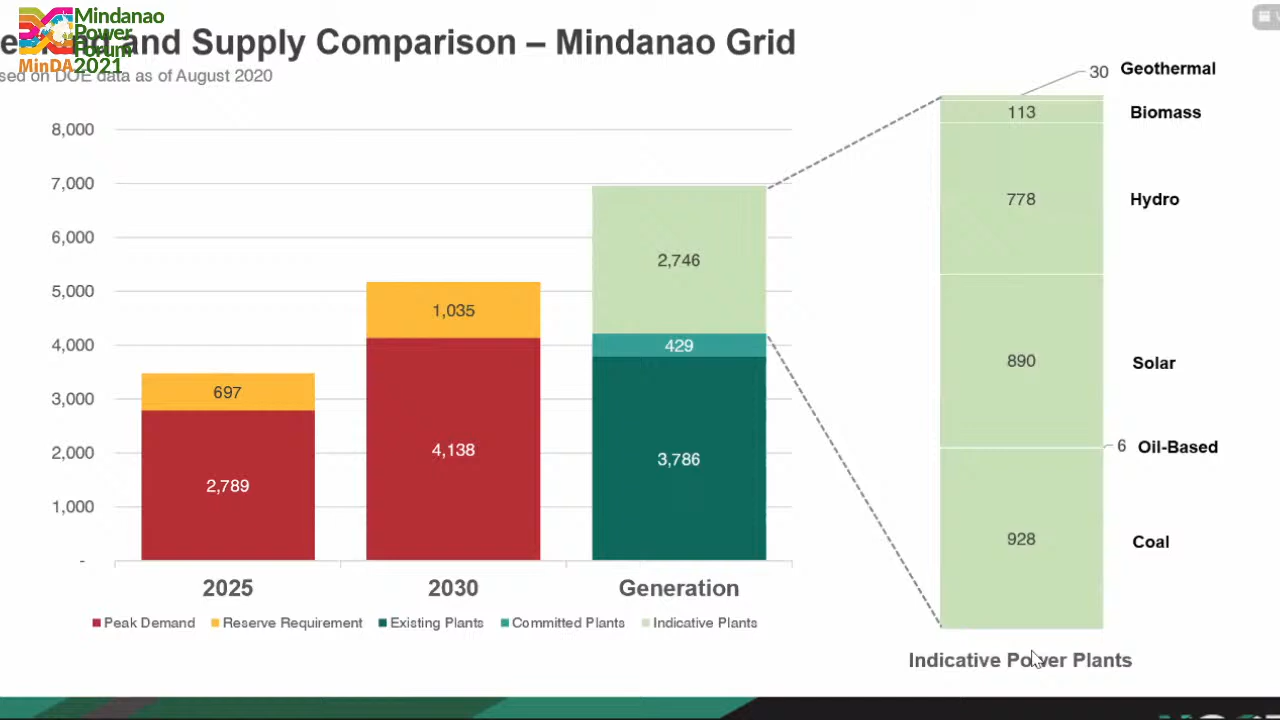 Mindanao
Power
Forum
2021
MinDA
and Supply Comparison – Mindanao Grid
sed on DOE data as of August 2020
8,000
7,000
6,000
5,000
4,000
3,000
2,000
1,000
-
697
2,789
1,035
4,138
2,746
429
3,786
2025
2030
Generation
Peak Demand
Reserve Requirement
Existing Plants
Committed Plants
Indicative Plants
30 Geothermal
113 Biomass
778 Hydro
890 Solar
6 Oil-Based
928 Coal
Indicative Power Plants